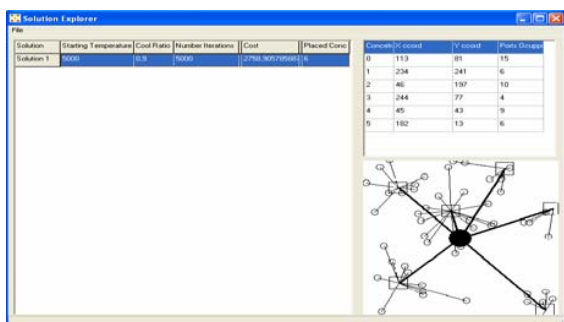 Solution Explorer
File
Solution Starting Temperature Cool Ratio Number Iterations Cost Placed Conc
Solution 1 5000 0,9 5000 6
X coord Y coord
0 113 81 15
1 234 241 6
2 46 197 10
3 244 77 4
4 45 43 9
5 182 13 6